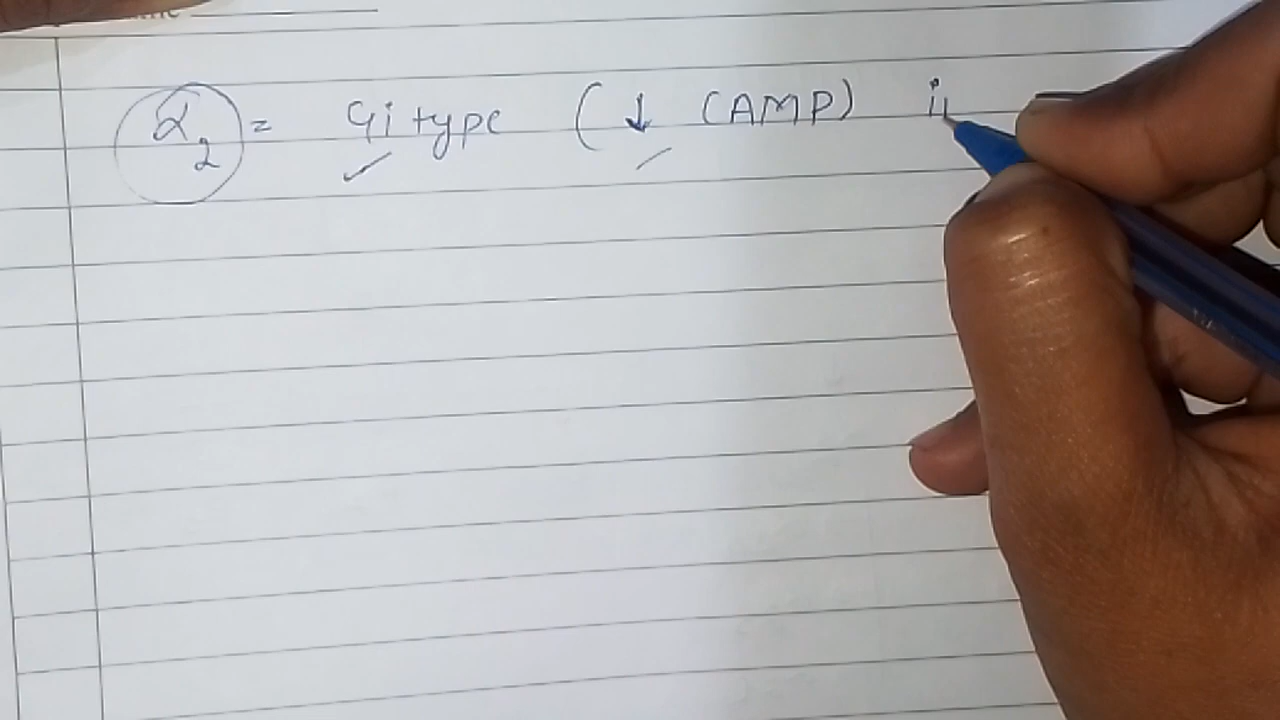 α₂ = Gi type (↓ CAMP) i